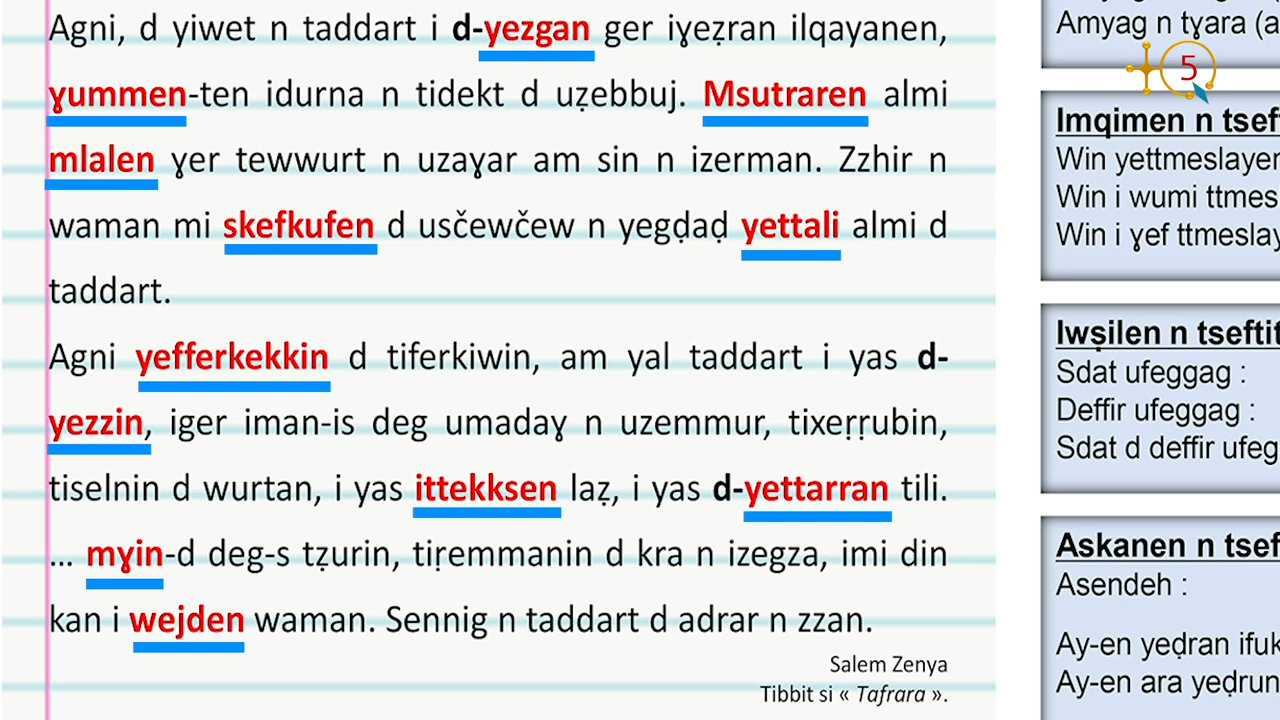 Agni, d yiwet n taddart i d-yezgan ger iɣeẓran ilqayanen,
ɣummen-ten idurna n tidekt d uẓebbuj. Msutraren almi
mlalen ɣer tewwurt n uzaɣar am sin n izerman. Zzhir n
waman mi skefkufen d usčewčew n yegḍaḍ yettali almi d
taddart.
Agni yefferkekkin d tiferkiwin, am yal taddart i yas d-
yezzin, iger iman-is deg umadaɣ n uzemmur, tixeṛṛubin,
tiselnin d wurtan, i yas ittekksen laẓ, i yas d-yettarran tili.
... mɣin-d deg-s tẓurin, tiṛemmanin d kra n izegza, imi din
kan i wejden waman. Sennig n taddart d adrar n zzan.
Salem Zenya
Tibbit si « Tafrara ».
Amyag n tɣara (a
5
Imqimen n tsef
Win yettmeslayen
Win i wumi ttmes
Win i ɣef ttmeslay
Iwṣilen n tseftit
Sdat ufeggag :
Deffir ufeggag :
Sdat d deffir ufeg
Askanen n tsef
Asendeh :
Ay-en yeḍran ifuk
Ay-en ara yeḍrun